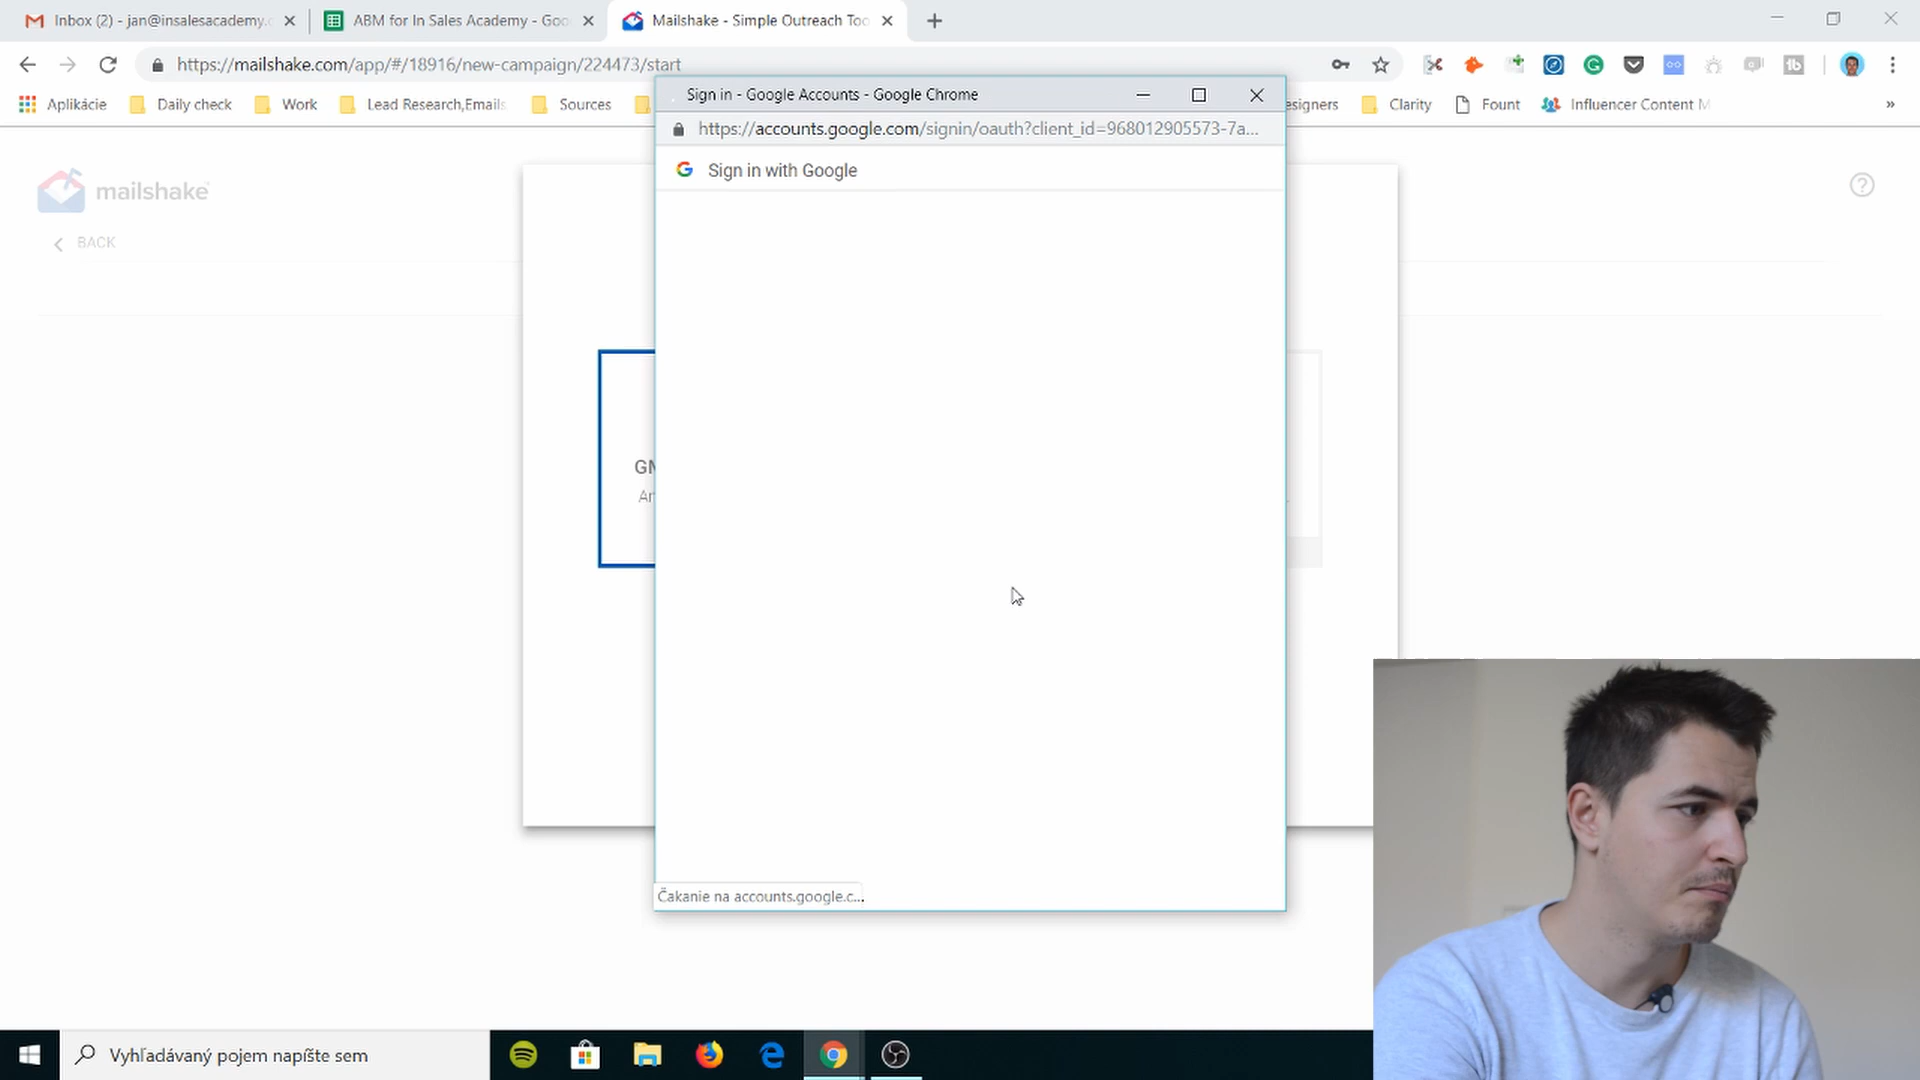 Inbox (2) - jan@insalesacademy.
ABM for In Sales Academy - Goo
Mailshake - Simple Outreach Too
https://mailshake.com/app/#/18916/new-campaign/224473/start
Aplikácie
Daily check
Work
Lead Research,Emails
Sources
esigners
Clarity
Fount
Influencer Content M
»
Sign in - Google Accounts - Google Chrome
https://accounts.google.com/signin/oauth?client_id=968012905573-7a...
Sign in with Google
mailshake
BACK
GM
An
Čakanie na accounts.google.c...
Vyhľadávaný pojem napíšte sem